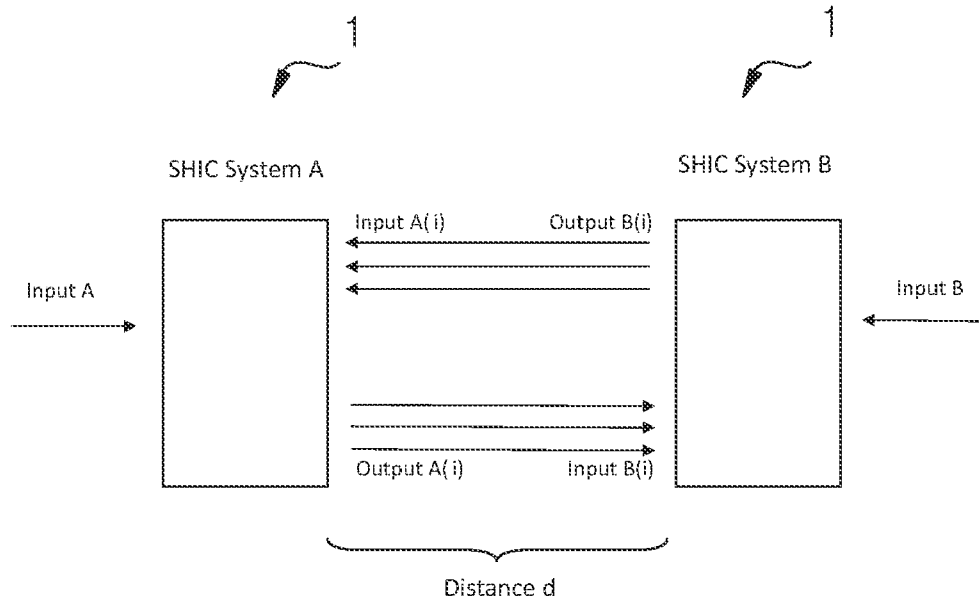 1
1
SHIC System A
SHIC System B
Input A(i)
Output B(i)
Input A
Input B
Output A(i)
Input B(i)
Distance d